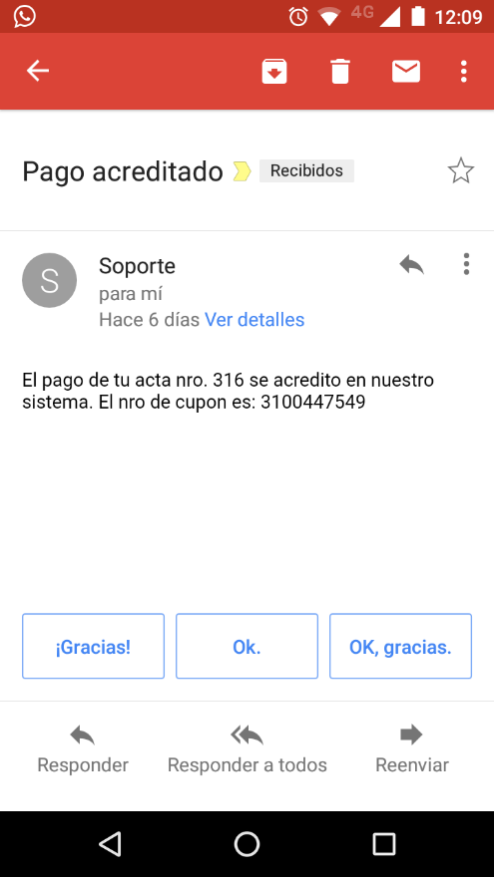 4G 12:09
Pago acreditado Recibidos
S Soporte
para mí
Hace 6 días Ver detalles
El pago de tu acta nro. 316 se acredito en nuestro
sistema. El nro de cupon es: 3100447549
¡Gracias! Ok. OK, gracias.
Responder Responder a todos Reenviar